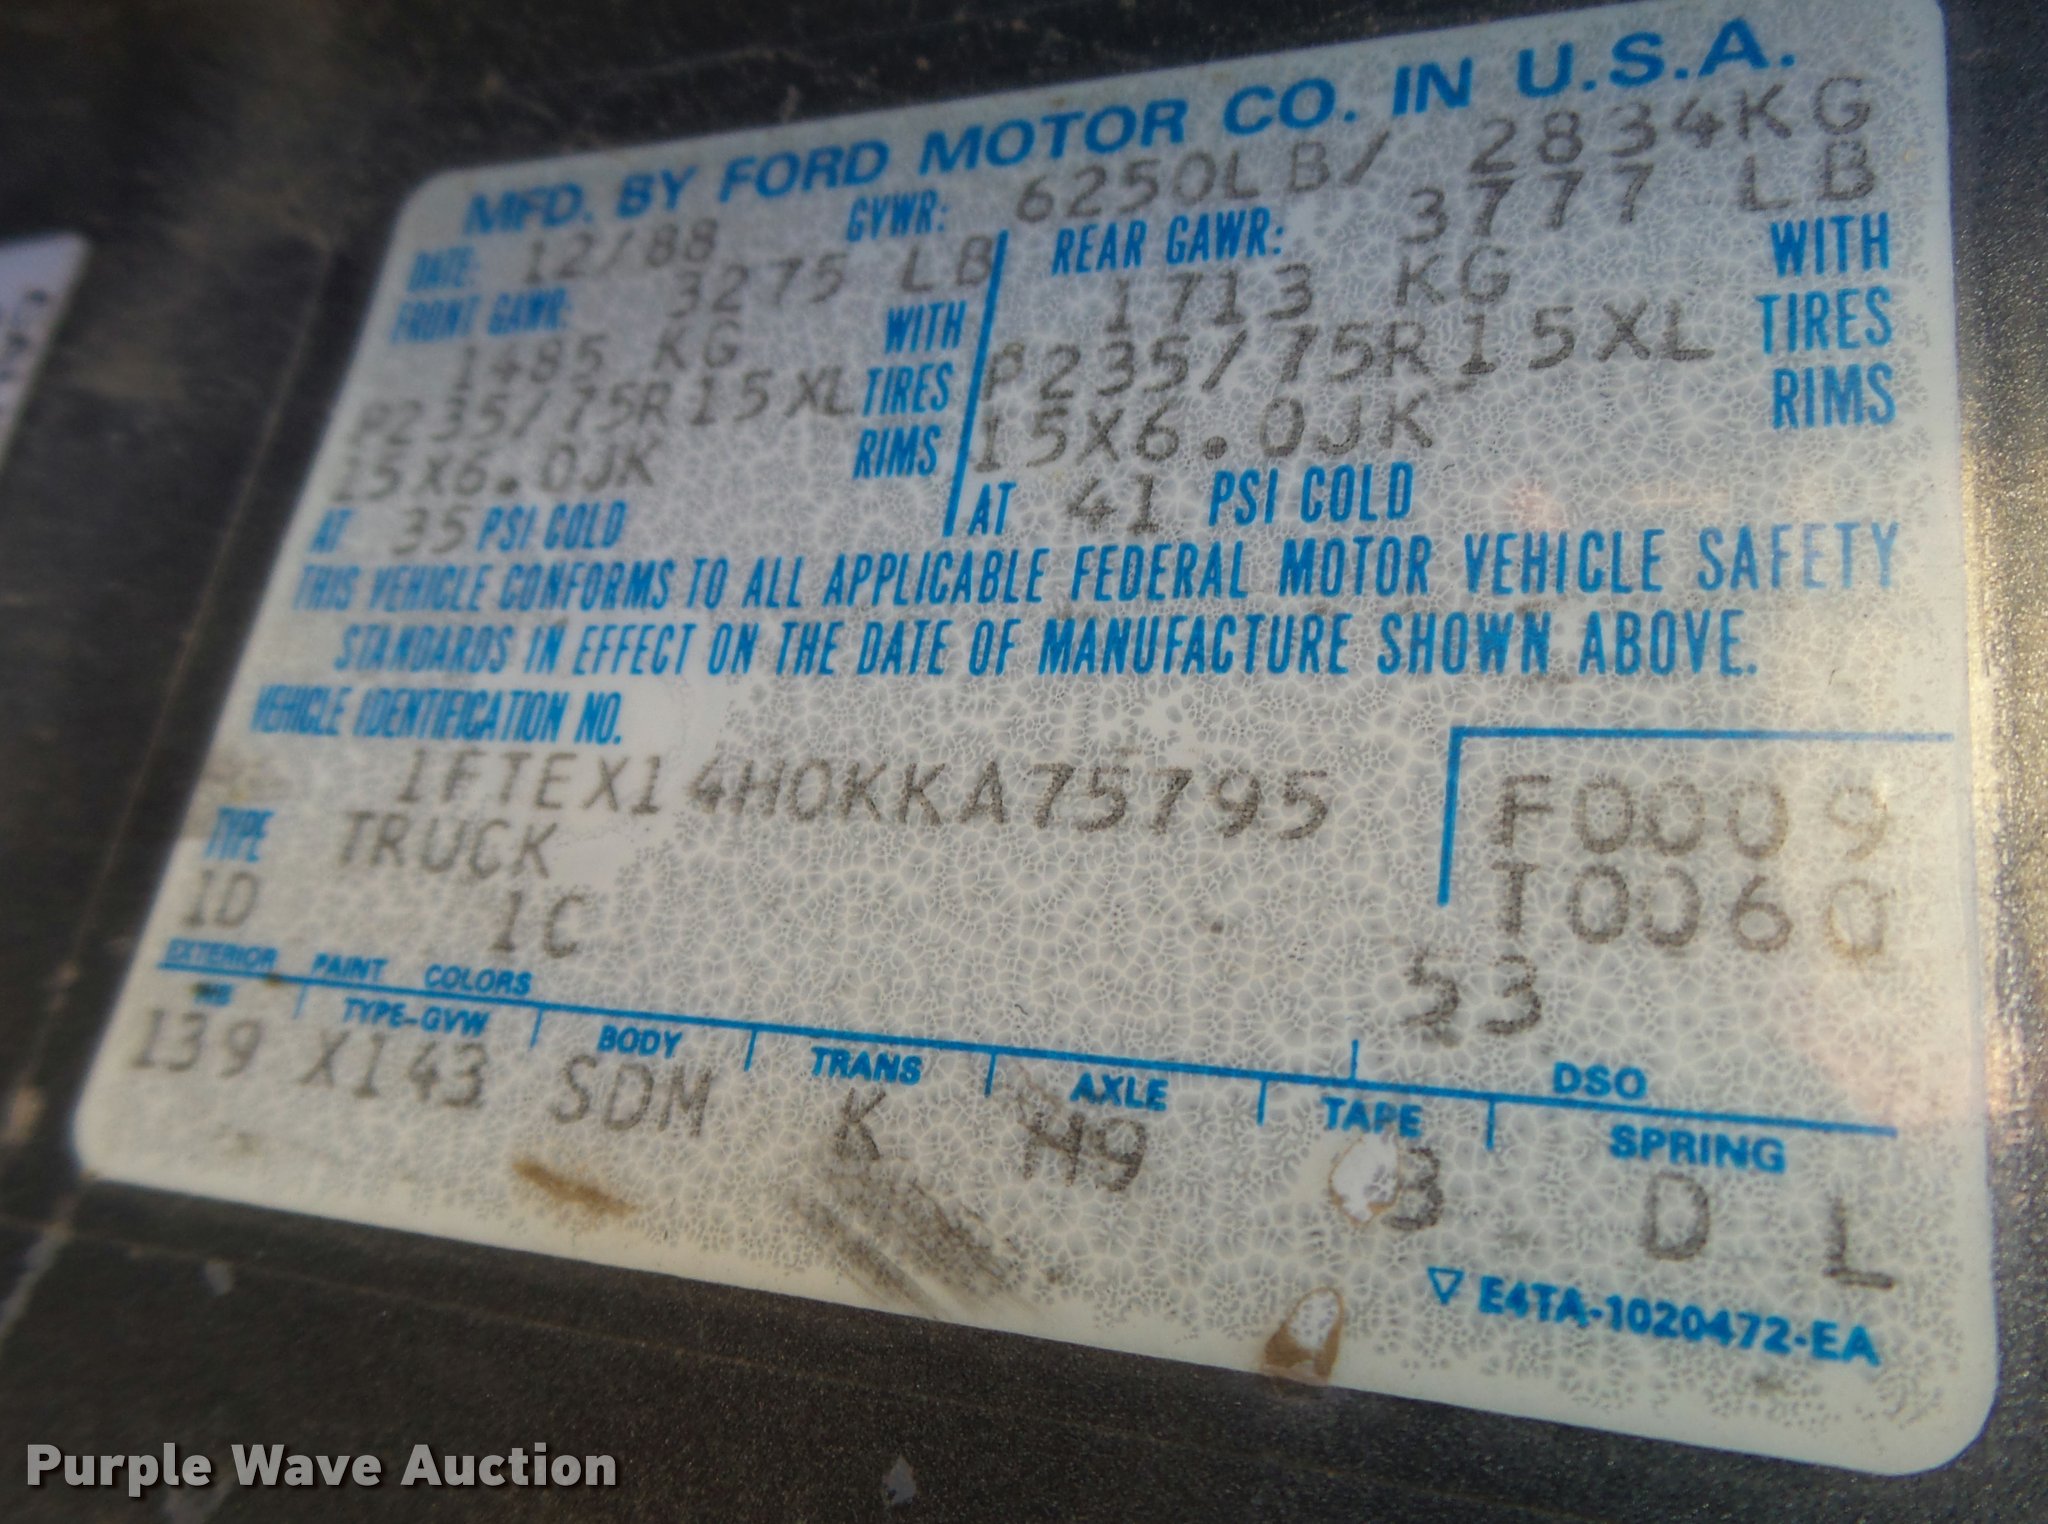 MFD. BY FORD MOTOR CO. IN U.S.A.
DATE: 12/88 GVWR: 6250LB/ 2834KG
FRONT GAWR: 3275 LB REAR GAWR: 3777 LB
1485 KG WITH 1713 KG WITH
P235/75R15XL TIRES P235/75R15XL TIRES
15X6.0JK RIMS 15X6.0JK RIMS
AT 35 PSI COLD AT 41 PSI COLD
THIS VEHICLE CONFORMS TO ALL APPLICABLE FEDERAL MOTOR VEHICLE SAFETY
STANDARDS IN EFFECT ON THE DATE OF MANUFACTURE SHOWN ABOVE.
VEHICLE IDENTIFICATION NO.
1FTEX14H0KKA75795 F0009
TYPE TRUCK T0060
1D 1C 53
EXTERIOR PAINT COLORS DSO
WB TYPE-GVW BODY TRANS AXLE TAPE SPRING
139 X143 SDM K H9 3 D L
E4TA-1020472-EA
Purple Wave Auction